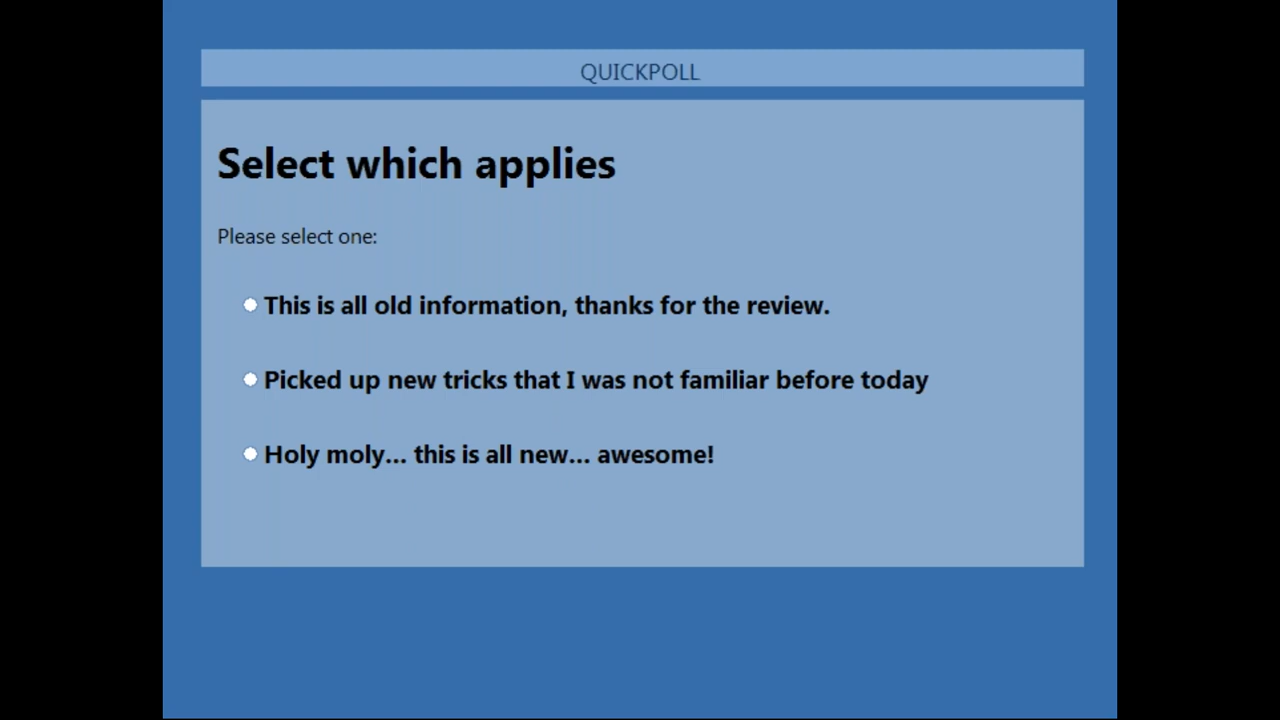 QUICKPOLL
Select which applies
Please select one:
This is all old information, thanks for the review.
Picked up new tricks that I was not familiar before today
Holy moly... this is all new... awesome!